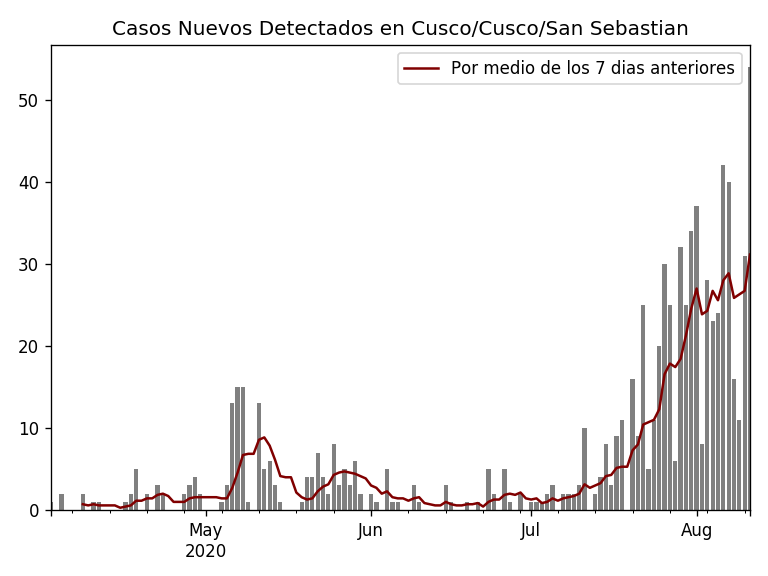 Casos Nuevos Detectados en Cusco/Cusco/San Sebastian
Por medio de los 7 dias anteriores
50
40
30
20
10
0
May
2020
Jun
Jul
Aug